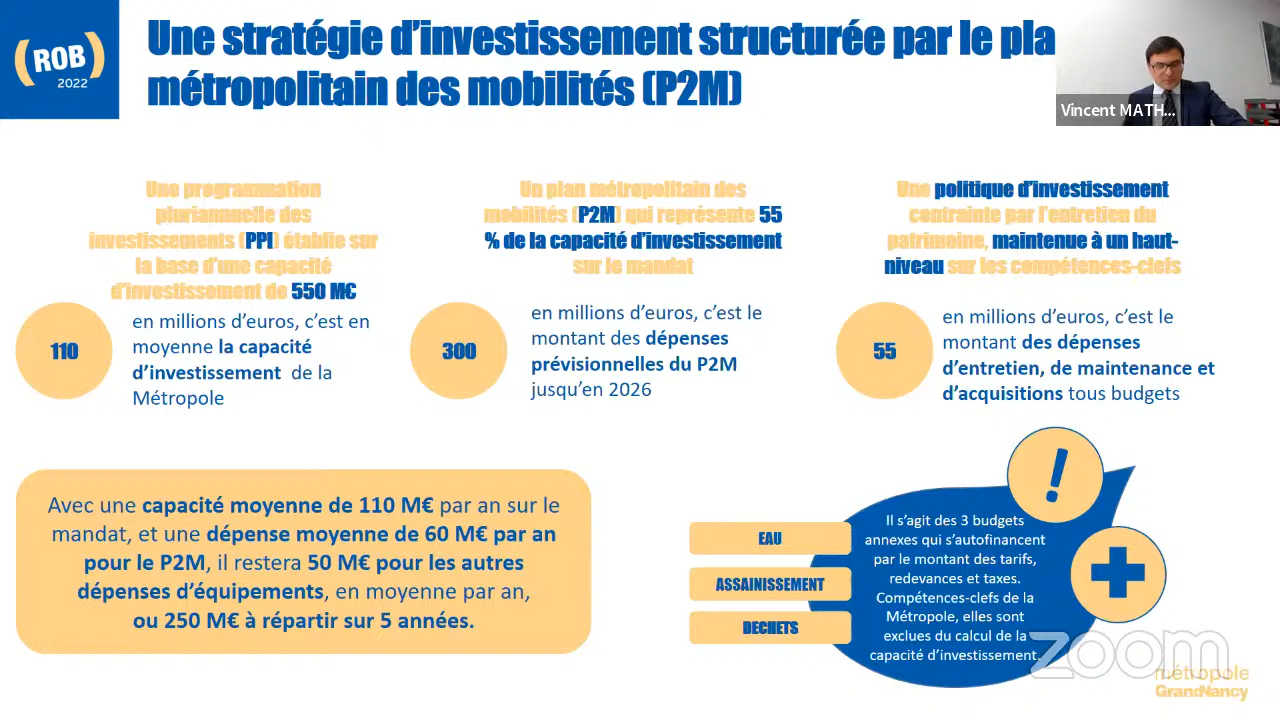 (ROB)
2022
Une stratégie d’investissement structurée par le pla
métropolitain des mobilités (P2M)
Vincent MATH...
Une programmation
pluriannuelle des
investissements (PPI) établie sur
la base d’une capacité
d’investissement de 550 M€
110
en millions d’euros, c’est en
moyenne la capacité
d’investissement de la
Métropole
Un plan métropolitain des
mobilités (P2M) qui représente 55
% de la capacité d’investissement
sur le mandat
300
en millions d’euros, c’est le
montant des dépenses
prévisionnelles du P2M
jusqu’en 2026
Une politique d’investissement
contrainte par l’entretien du
patrimoine, maintenue à un haut-
niveau sur les compétences-clefs
55
en millions d’euros, c’est le
montant des dépenses
d’entretien, de maintenance et
d’acquisitions tous budgets
Avec une capacité moyenne de 110 M€ par an sur le
mandat, et une dépense moyenne de 60 M€ par an
pour le P2M, il restera 50 M€ pour les autres
dépenses d’équipements, en moyenne par an,
ou 250 M€ à répartir sur 5 années.
EAU
ASSAINISSEMENT
DECHETS
!
Il s’agit des 3 budgets
annexes qui s’autofinancent
par le montant des tarifs,
redevances et taxes.
Compétences-clefs de la
Métropole, elles sont
exclues du calcul de la
capacité d’investissement.
zoom
métropole
GrandNancy